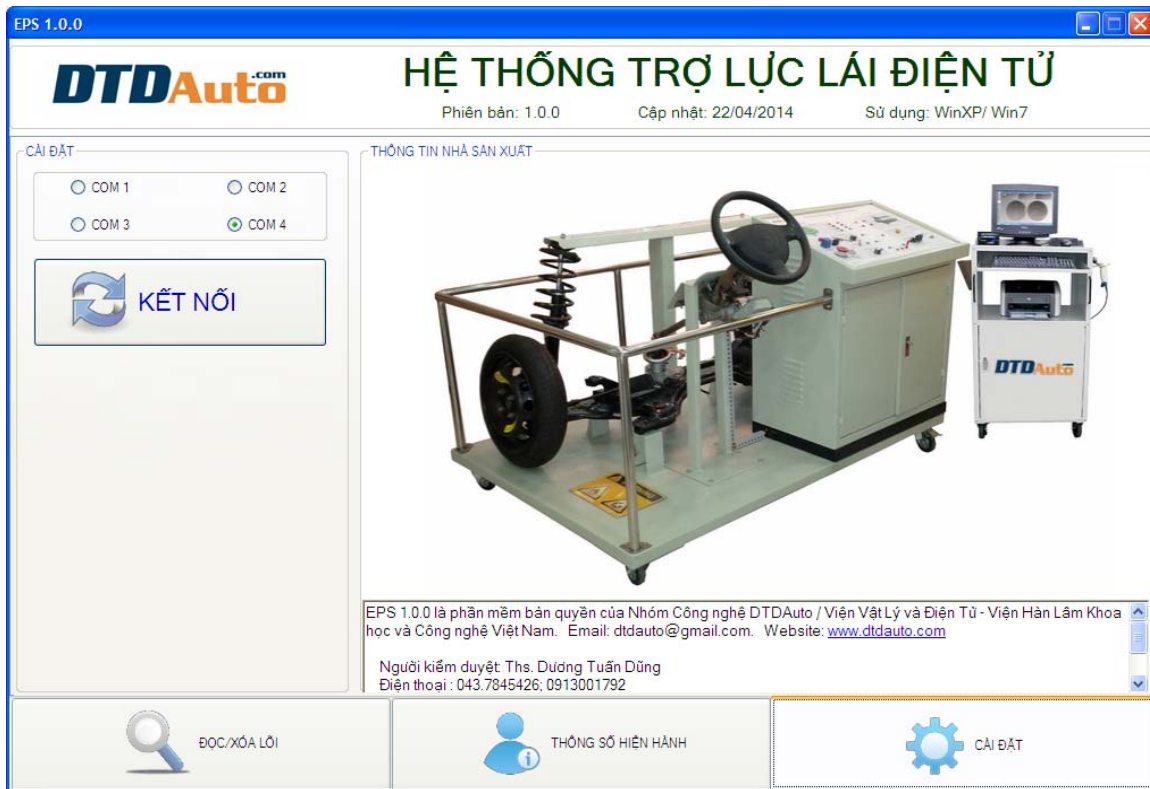 EPS 1.0.0
DTDAuto.com
HỆ THỐNG TRỢ LỰC LÁI ĐIỆN TỬ
Phiên bản: 1.0.0 Cập nhật: 22/04/2014 Sử dụng: WinXP/ Win7
CÀI ĐẶT
COM 1 COM 2
COM 3 COM 4
KẾT NỐI
THÔNG TIN NHÀ SẢN XUẤT
DTDAuto
EPS 1.0.0 là phần mềm bản quyền của Nhóm Công nghệ DTDAuto / Viện Vật Lý và Điện Tử - Viện Hàn Lâm Khoa
học và Công nghệ Việt Nam. Email: dtdauto@gmail.com. Website: www.dtdauto.com
Người kiểm duyệt: Ths. Dương Tuấn Dũng
Điện thoại : 043.7845426; 0913001792
ĐỌC/XÓA LỖI
THÔNG SỐ HIỆN HÀNH
CÀI ĐẶT